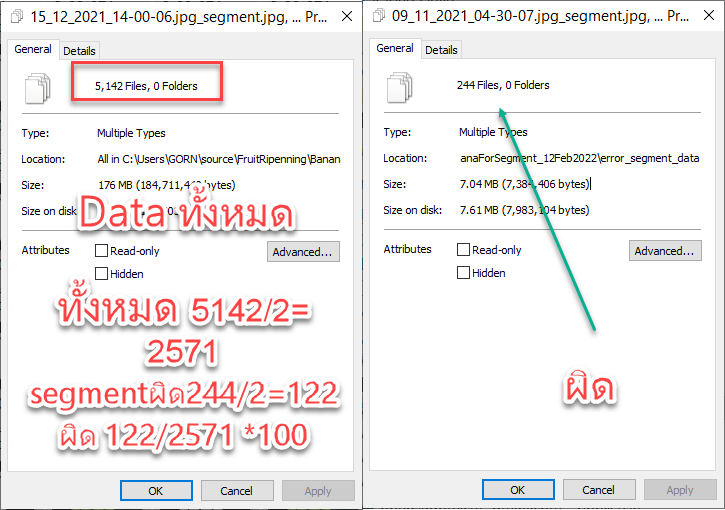 15_12_2021_14-00-06.jpg_segment.jpg, ... Pr...
General
Details
5,142 Files, 0 Folders
Type:
Multiple Types
Location:
All in C:\Users\GORN\source\FruitRipenning\Banan
Size:
176 MB (184,711,4
bytes)
Size on disk:
Data ทั้งหมด
Attributes
Read-only
Advanced...
Hidden
ทั้งหมด 5142/2=
2571
segmentผิด244/2=122
ผิด 122/2571 *100
OK
Cancel
Apply
09_11_2021_04-30-07.jpg_segment.jpg, ... Pr...
General
Details
244 Files, 0 Folders
Type:
Multiple Types
Location:
anaForSegment_12Feb2022\error_segment_data
Size:
7.04 MB (7,384,406 bytes)
Size on disk:
7.61 MB (7,983,104 bytes)
Attributes
Read-only
Advanced...
Hidden
ผิด
OK
Cancel
Apply